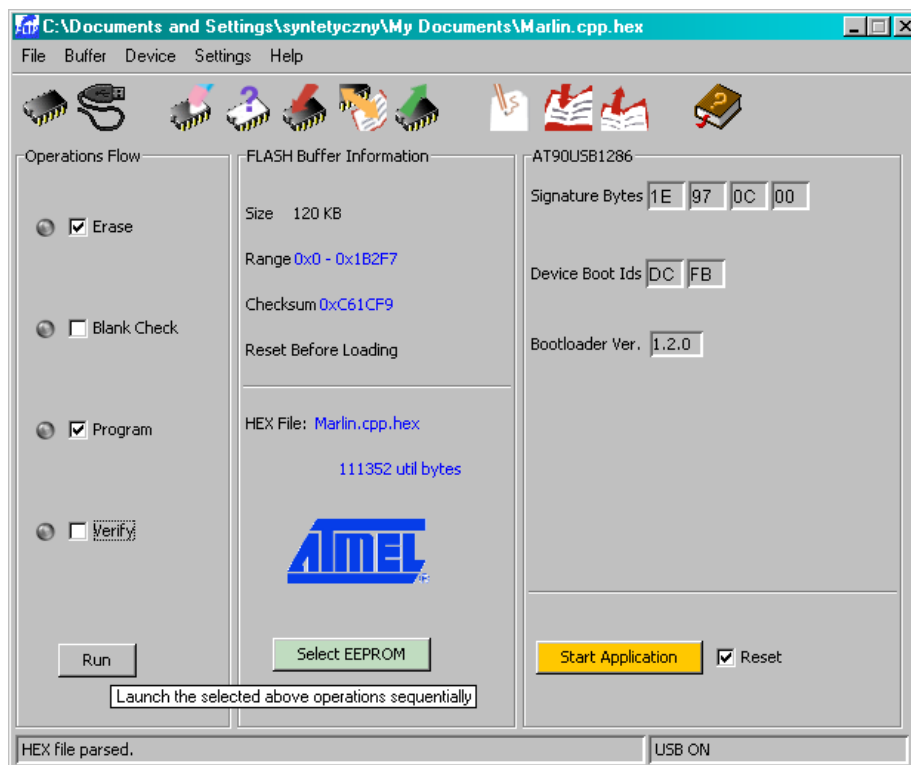 C:\Documents and Settings\syntetyczny\My Documents\Marlin.cpp.hex
File Buffer Device Settings Help
Operations Flow
Erase
Blank Check
Program
Verify
Run
FLASH Buffer Information
Size 120 KB
Range 0x0 - 0x1B2F7
Checksum 0xC61CF9
Reset Before Loading
HEX File: Marlin.cpp.hex
111352 util bytes
ATMEL
Select EEPROM
AT90USB1286
Signature Bytes 1E 97 0C 00
Device Boot Ids DC FB
Bootloader Ver. 1.2.0
Start Application Reset
Launch the selected above operations sequentially
HEX file parsed.
USB ON